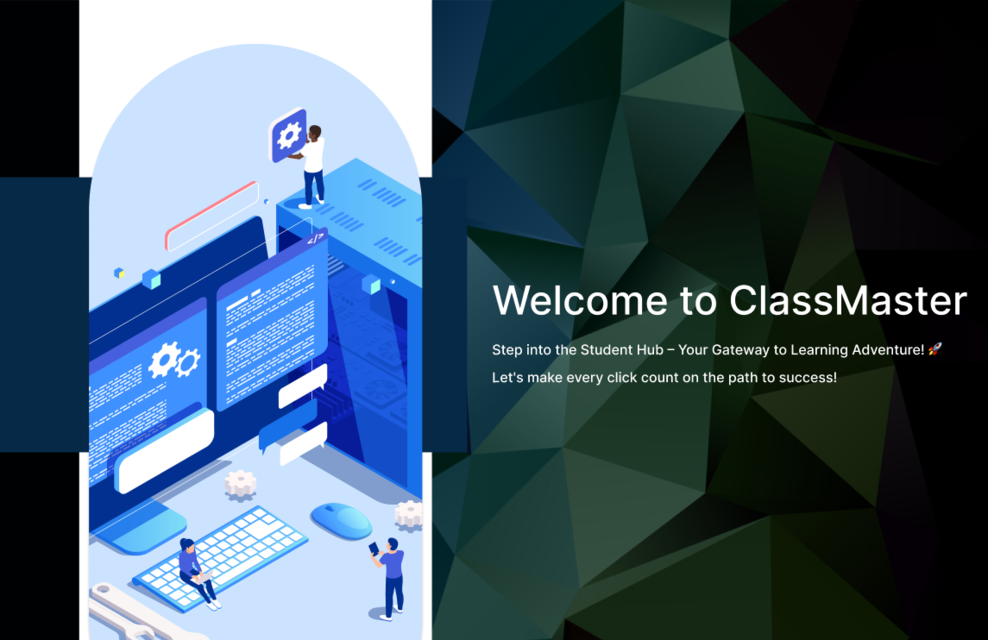 </>
Welcome to ClassMaster
Step into the Student Hub – Your Gateway to Learning Adventure! 🚀
Let's make every click count on the path to success!